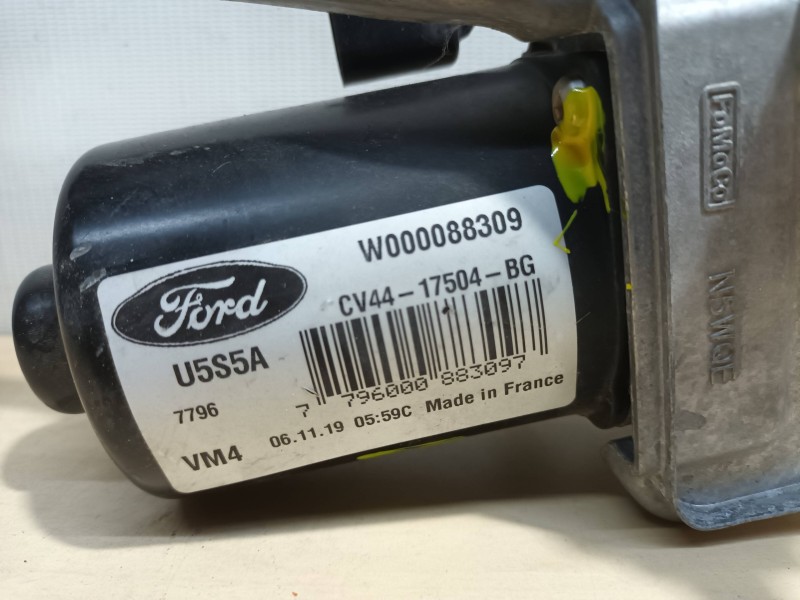 W000088309
Ford
CV44-17504-BG
U5S5A
7 796000 883097
7796
VM4 06.11.19 05:59C Made in France
FoMoCo